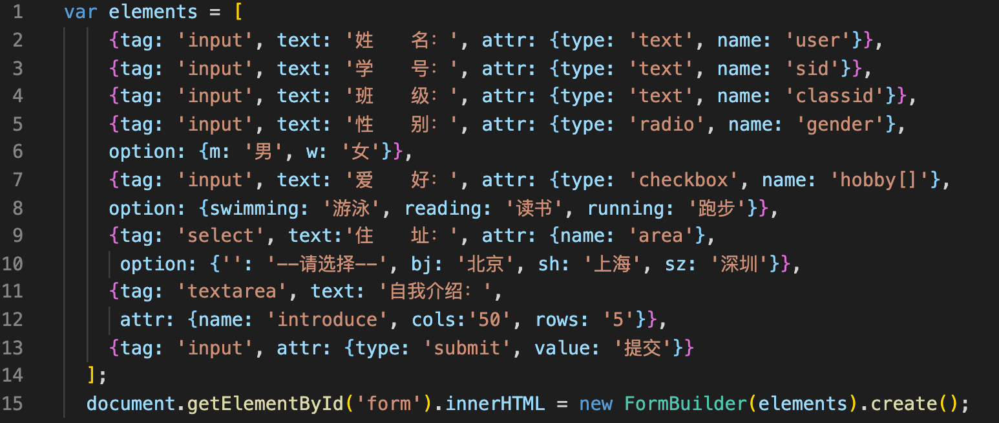 1 var elements = [
2 {tag: 'input', text: '姓　　名：', attr: {type: 'text', name: 'user'}},
3 {tag: 'input', text: '学　　号：', attr: {type: 'text', name: 'sid'}},
4 {tag: 'input', text: '班　　级：', attr: {type: 'text', name: 'classid'}},
5 {tag: 'input', text: '性　　别：', attr: {type: 'radio', name: 'gender'},
6 option: {m: '男', w: '女'}},
7 {tag: 'input', text: '爱　　好：', attr: {type: 'checkbox', name: 'hobby[]'},
8 option: {swimming: '游泳', reading: '读书', running: '跑步'}},
9 {tag: 'select', text:'住　　址：', attr: {name: 'area'},
10 option: {'': '--请选择--', bj: '北京', sh: '上海', sz: '深圳'}},
11 {tag: 'textarea', text: '自我介绍：',
12 attr: {name: 'introduce', cols:'50', rows: '5'}},
13 {tag: 'input', attr: {type: 'submit', value: '提交'}}
14 ];
15 document.getElementById('form').innerHTML = new FormBuilder(elements).create();